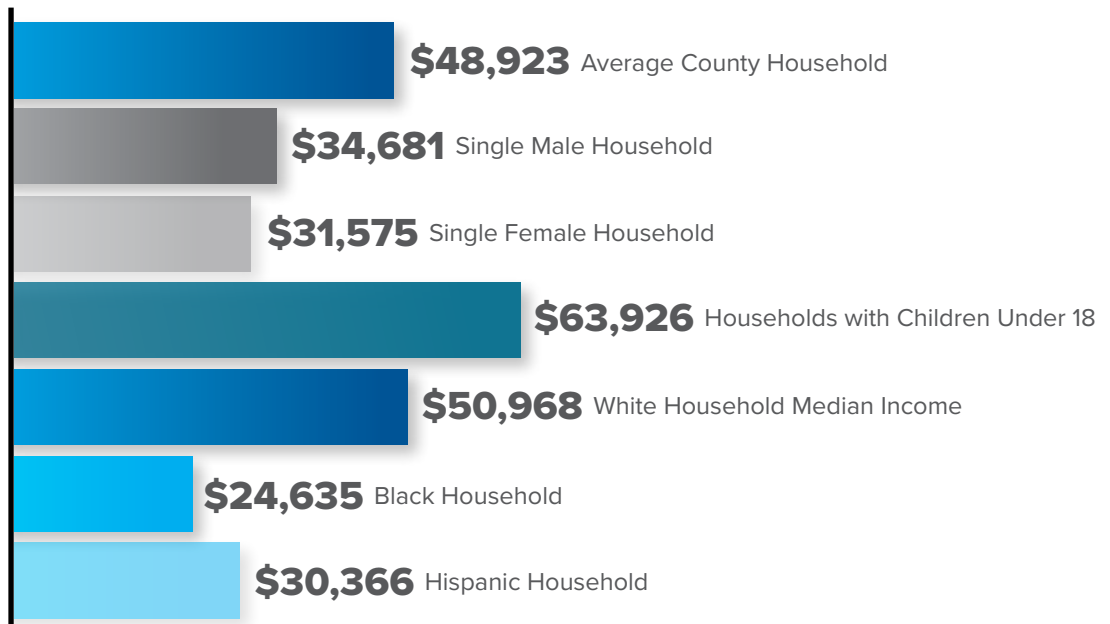 $48,923 Average County Household
$34,681 Single Male Household
$31,575 Single Female Household
$63,926 Households with Children Under 18
$50,968 White Household Median Income
$24,635 Black Household
$30,366 Hispanic Household